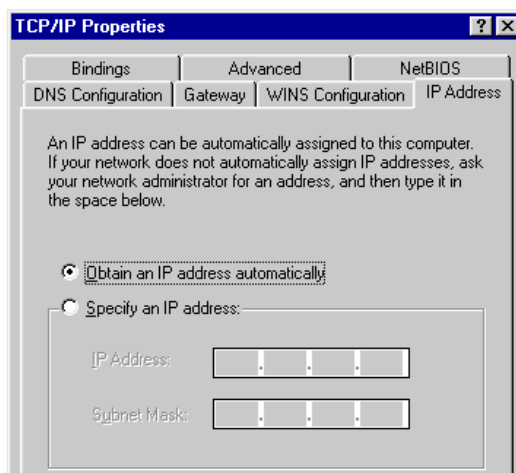 TCP/IP Properties
Bindings Advanced NetBIOS
DNS Configuration Gateway WINS Configuration IP Address
An IP address can be automatically assigned to this computer.
If your network does not automatically assign IP addresses, ask
your network administrator for an address, and then type it in
the space below.
Obtain an IP address automatically
Specify an IP address:
IP Address:
Subnet Mask: